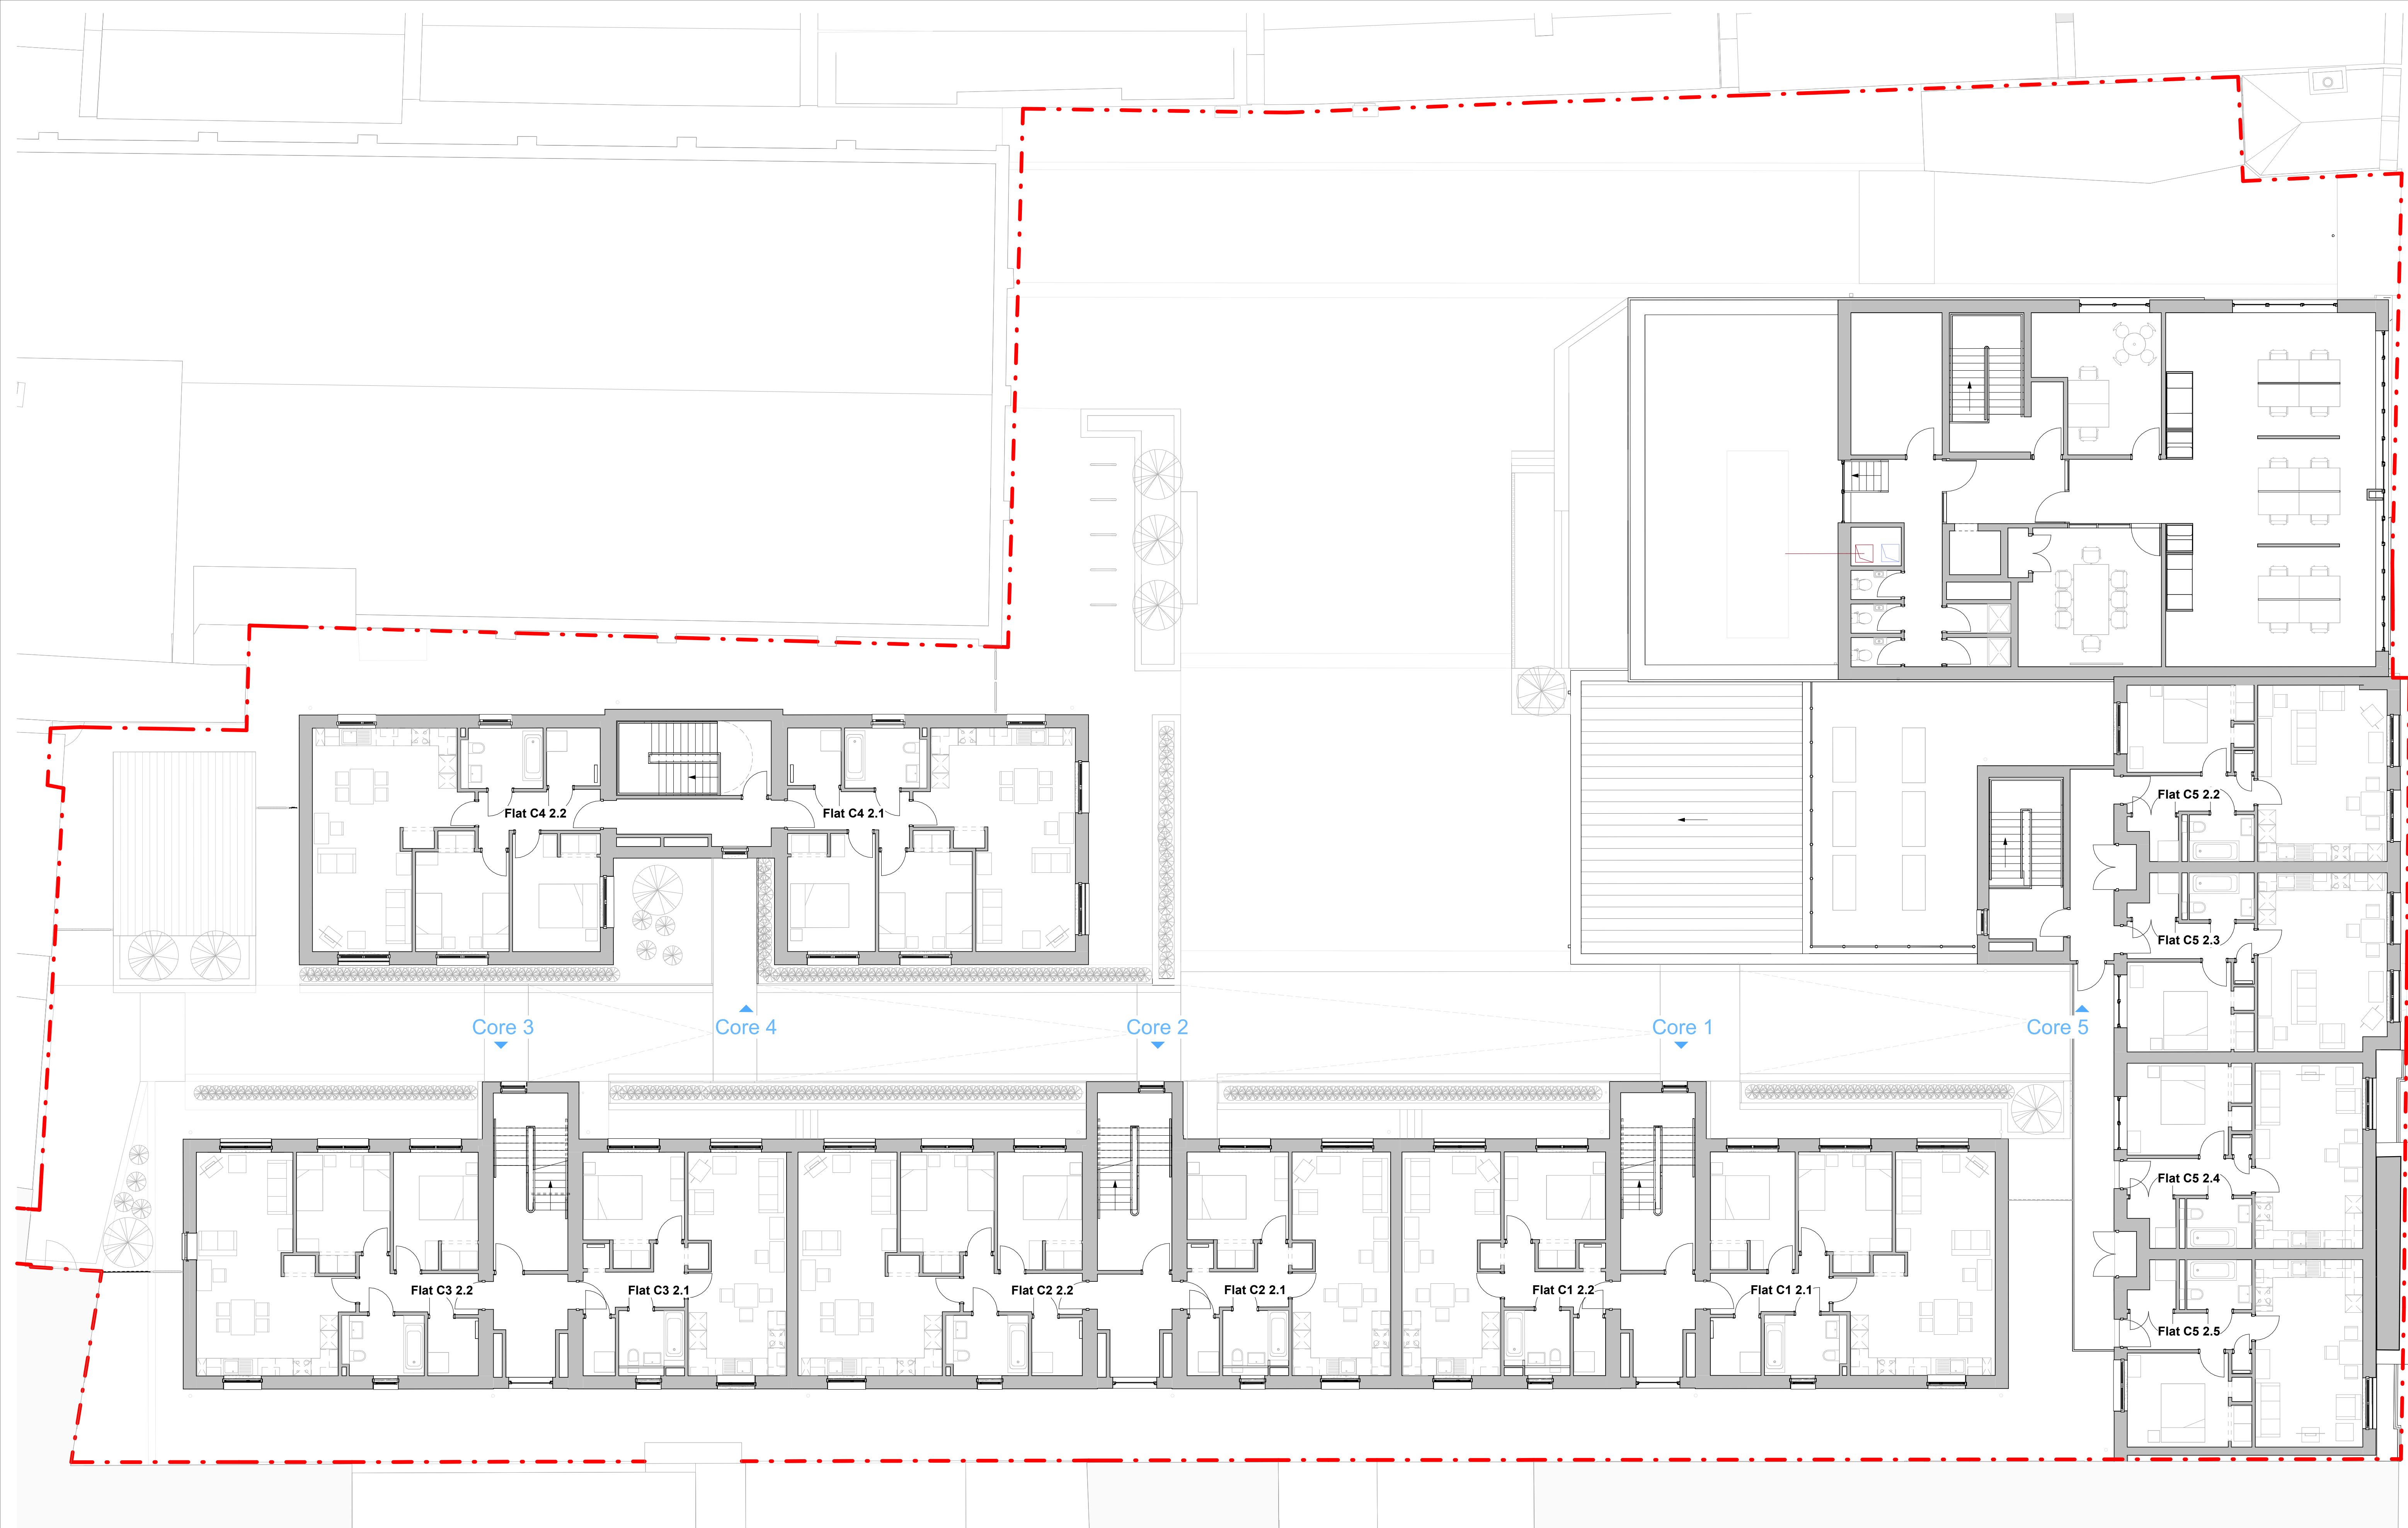 Flat C5 2.2
Flat C4 2.2
Flat C4 2.1
Flat C5 2.3
Core 3
Core 4
Core 2
Core 1
Core 5
Flat C5 2.4
Flat C3 2.2
Flat C3 2.1
Flat C2 2.2
Flat C2 2.1
Flat C1 2.2
Flat C1 2.1
Flat C5 2.5